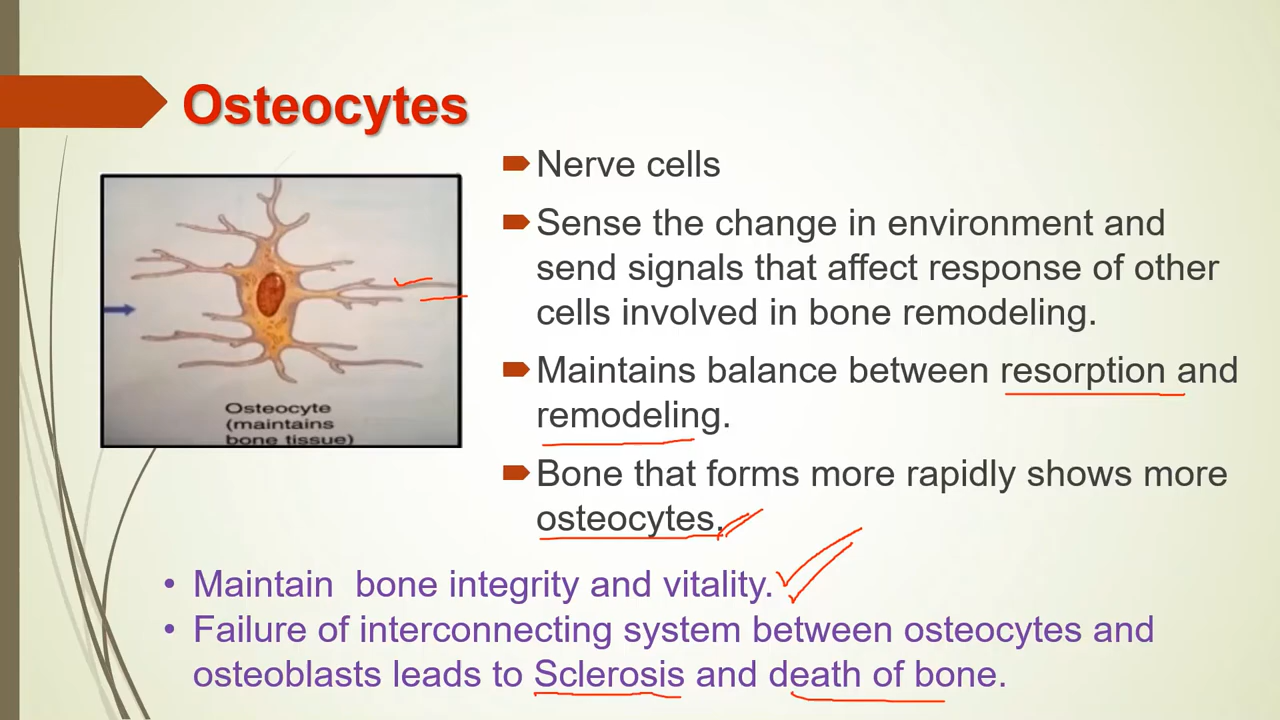 Osteocytes
Nerve cells
Sense the change in environment and
send signals that affect response of other
cells involved in bone remodeling.
Maintains balance between resorption and
remodeling.
Bone that forms more rapidly shows more
osteocytes.
Osteocyte
(maintains
bone tissue)
• Maintain bone integrity and vitality.
• Failure of interconnecting system between osteocytes and
osteoblasts leads to Sclerosis and death of bone.